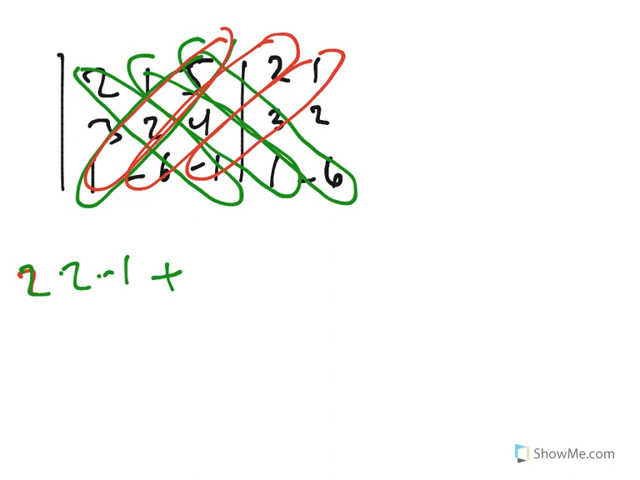 | 2 1 5 | 2 1
| 3 2 4 | 3 2
| 1 -6 -1 | 1 -6
2·2·-1 +
ShowMe.com